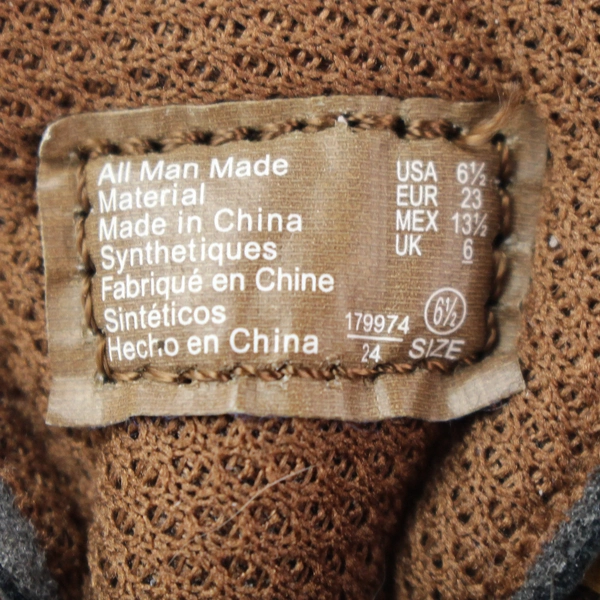 All Man Made
Material
Made in China
Synthetiques
Fabriqué en Chine
Sintéticos
Hecho en China
USA 6½
EUR 23
MEX 13½
UK 6
179974
24
6½
SIZE